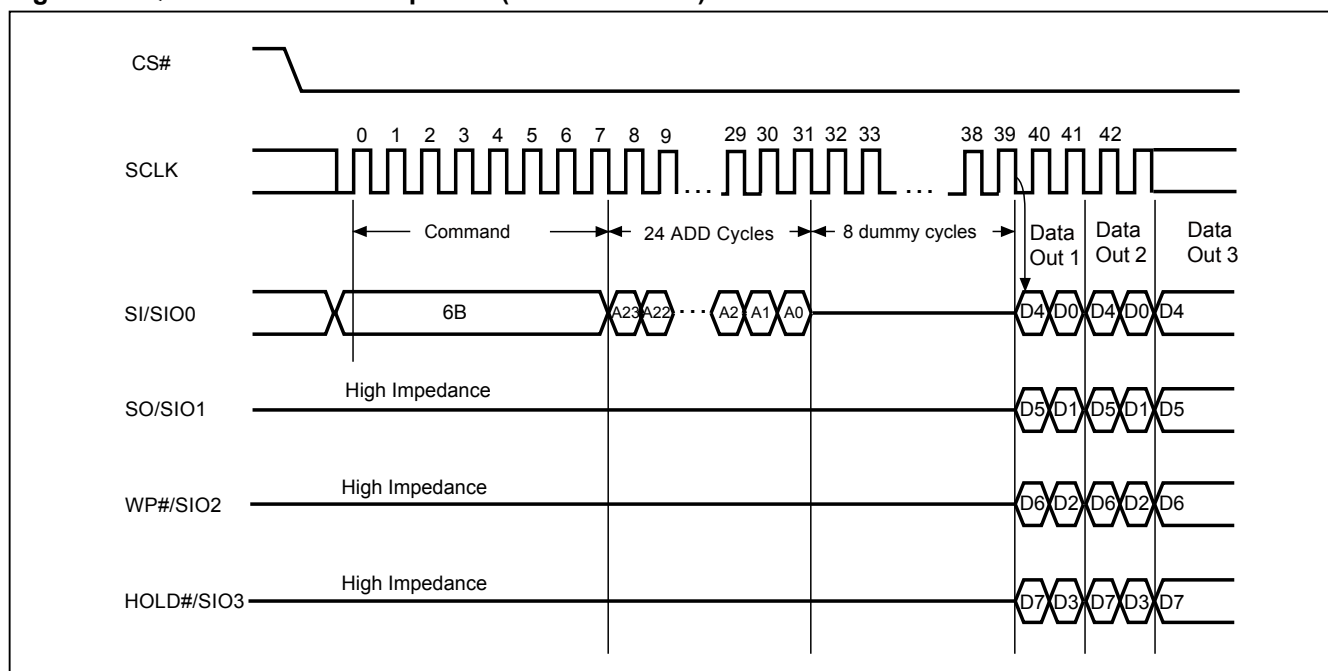 CS#
0 1 2 3 4 5 6 7 8 9 29 30 31 32 33 38 39 40 41 42
SCLK
...
...
Command
24 ADD Cycles
8 dummy cycles
Data Out 1
Data Out 2
Data Out 3
SI/SIO0
6B
A23 A22 ... A2 A1 A0
D4 D0 D4 D0 D4
High Impedance
SO/SIO1
D5 D1 D5 D1 D5
High Impedance
WP#/SIO2
D6 D2 D6 D2 D6
High Impedance
HOLD#/SIO3
D7 D3 D7 D3 D7